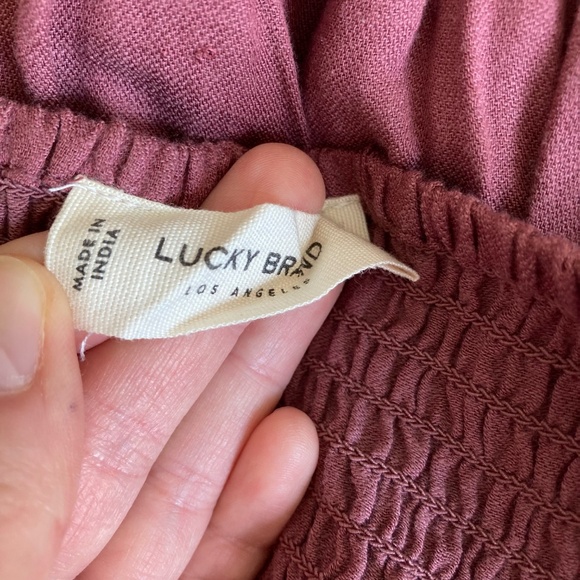 MADE IN
INDIA
LUCKY BRAND
LOS ANGELES